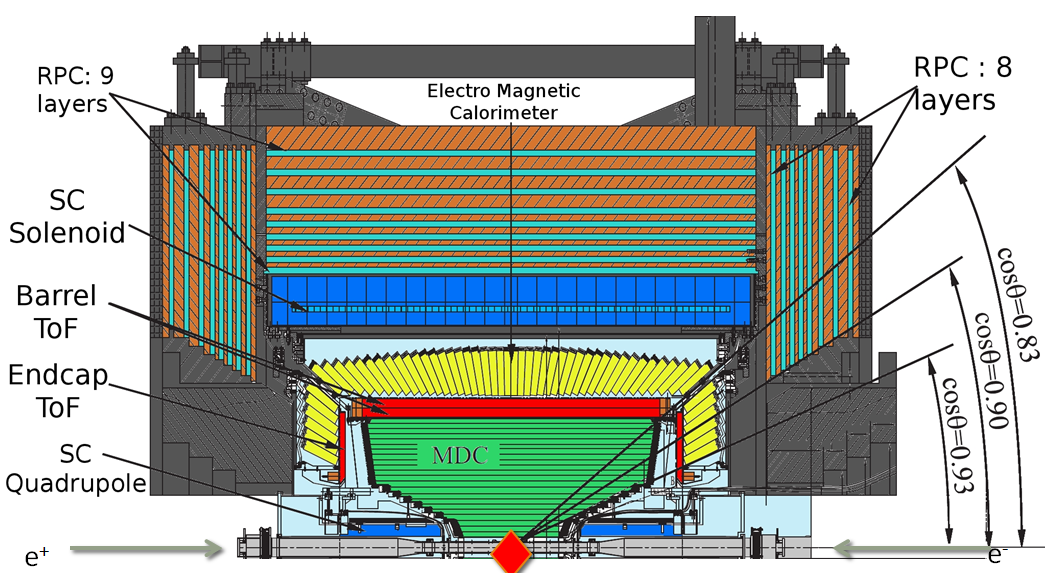 RPC: 9
layers
Electro Magnetic
Calorimeter
RPC : 8
layers
SC
Solenoid
Barrel
ToF
Endcap
ToF
SC
Quadrupole
MDC
cosθ=0.83
cosθ=0.90
cosθ=0.93
e+
e-